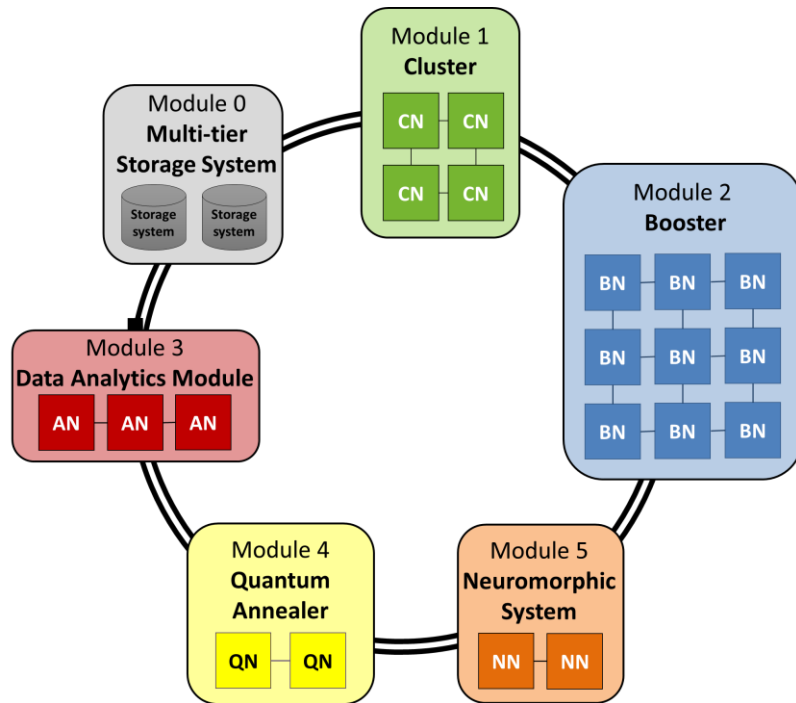 Module 1
Cluster
CN CN
CN CN
Module 0
Multi-tier
Storage System
Storage system
Storage system
Module 2
Booster
BN BN BN
BN BN BN
BN BN BN
Module 3
Data Analytics Module
AN AN AN
Module 4
Quantum
Annealer
QN QN
Module 5
Neuromorphic
System
NN NN